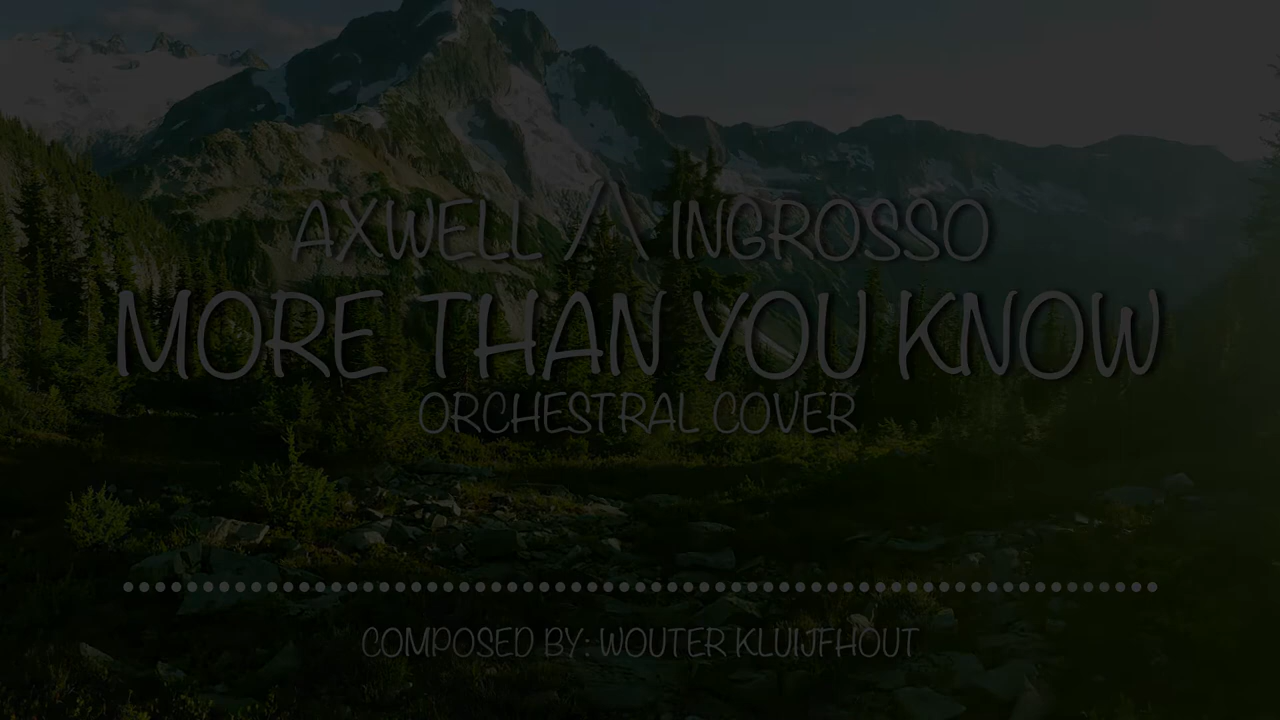 AXWELL /\ INGROSSO
MORE THAN YOU KNOW
ORCHESTRAL COVER
COMPOSED BY: WOUTER KLUIJFHOUT